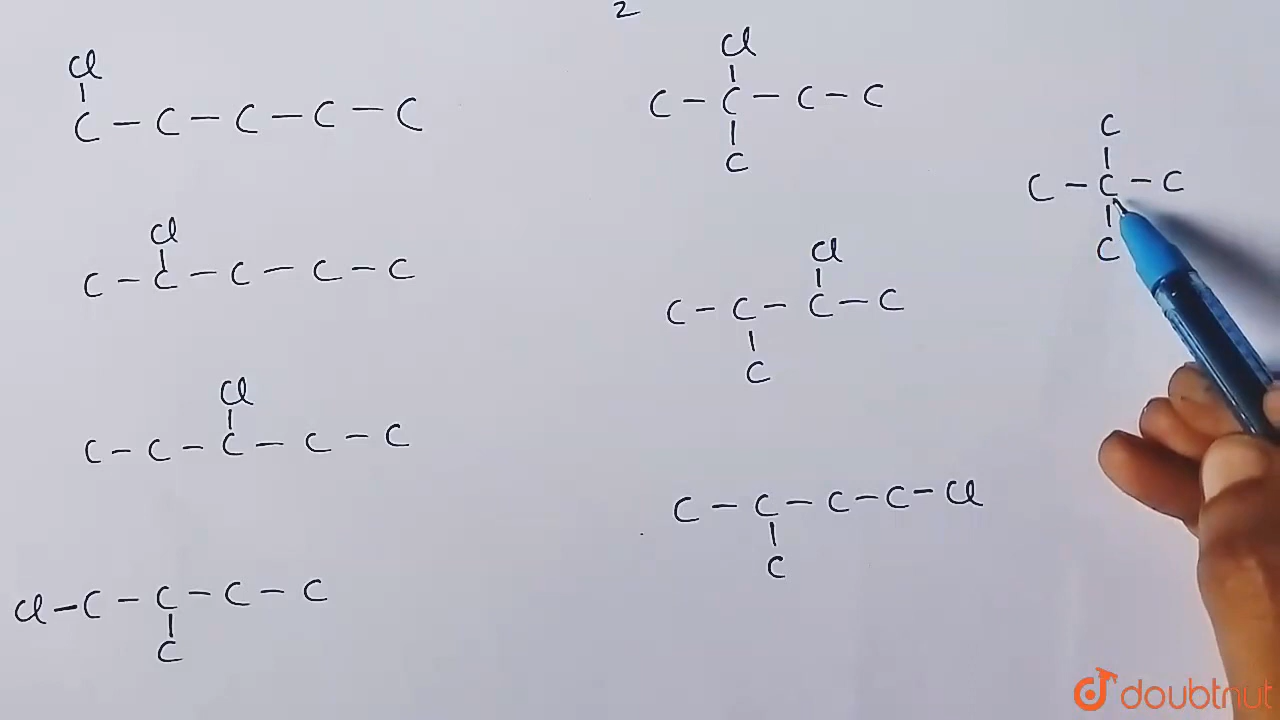 2
Cl
|
C – C – C – C – C
Cl
|
C – C – C – C – C
Cl
|
C – C – C – C – C
Cl – C – C – C – C
|
C
Cl
|
C – C – C – C
|
C
Cl
|
C – C – C – C
|
C
C – C – C – C – Cl
|
C
C
|
C – C – C
|
C
doubtnut